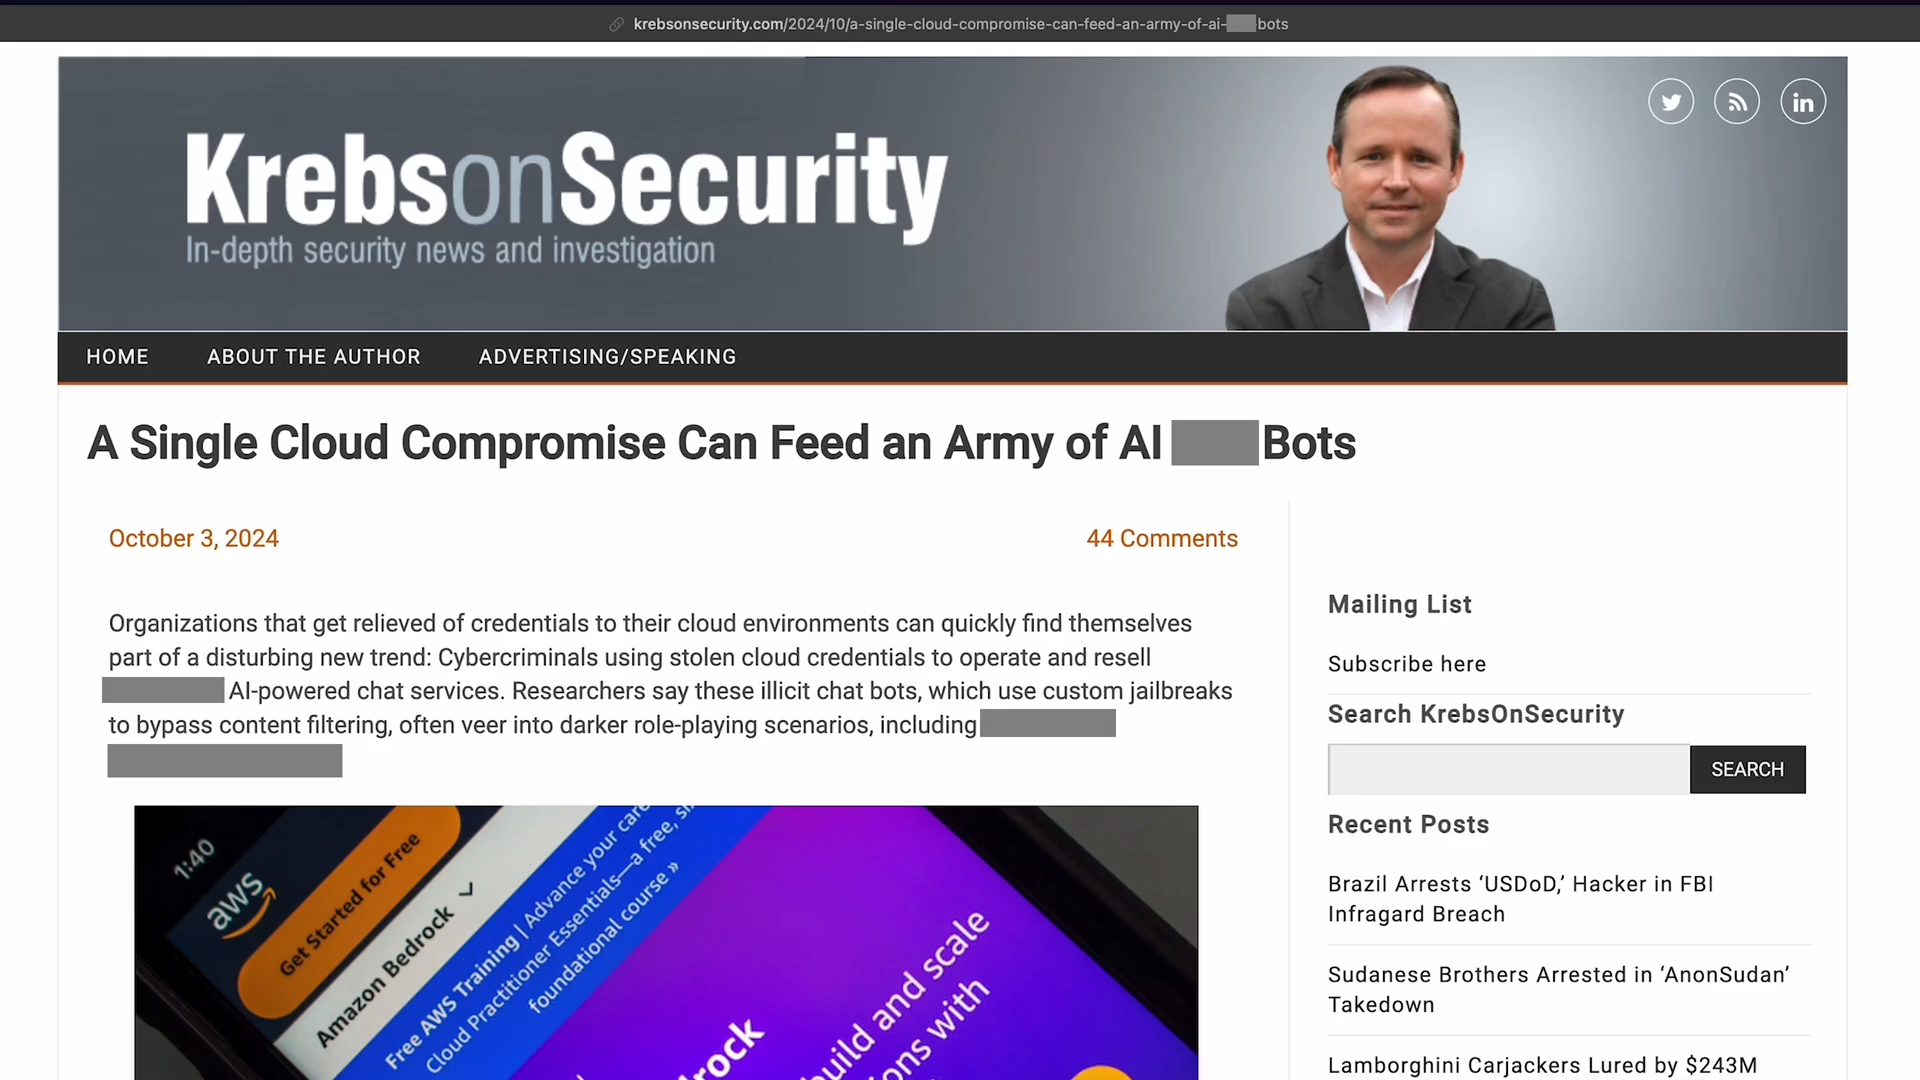 krebsonsecurity.com/2024/10/a-single-cloud-compromise-can-feed-an-army-of-ai- bots
KrebsonSecurity
In-depth security news and investigation
HOME ABOUT THE AUTHOR ADVERTISING/SPEAKING
A Single Cloud Compromise Can Feed an Army of AI Bots
October 3, 2024 44 Comments
Organizations that get relieved of credentials to their cloud environments can quickly find themselves
part of a disturbing new trend: Cybercriminals using stolen cloud credentials to operate and resell
AI-powered chat services. Researchers say these illicit chat bots, which use custom jailbreaks
to bypass content filtering, often veer into darker role-playing scenarios, including
1:40
aws
Get Started for Free
Amazon Bedrock
Free AWS Training | Advance your
Cloud Practitioner Essentials—a free,
foundational course »
build and scale
with
Mailing List
Subscribe here
Search KrebsOnSecurity
SEARCH
Recent Posts
Brazil Arrests ‘USDoD,’ Hacker in FBI
Infragard Breach
Sudanese Brothers Arrested in ‘AnonSudan’
Takedown
Lamborghini Carjackers Lured by $243M